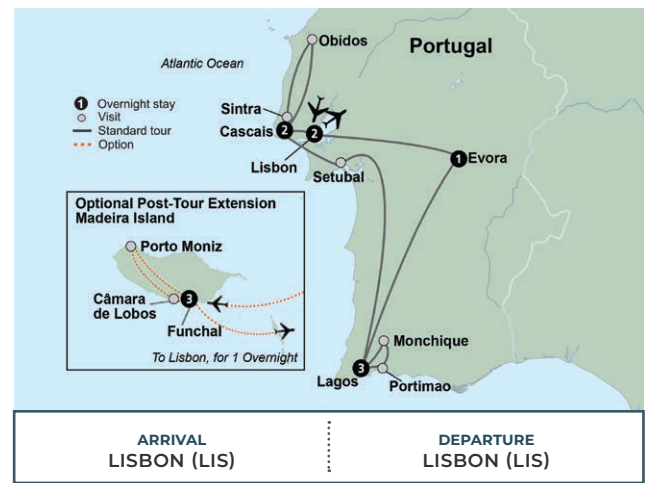 Obidos
Portugal
Atlantic Ocean
1 Overnight stay
Visit
Standard tour
Option
Sintra
Cascais 2
2
Lisbon
Setubal
1 Evora
Optional Post-Tour Extension
Madeira Island
Porto Moniz
Câmara
de Lobos
3
Funchal
To Lisbon, for 1 Overnight
Monchique
3
Lagos
Portimao
ARRIVAL
LISBON (LIS)
DEPARTURE
LISBON (LIS)